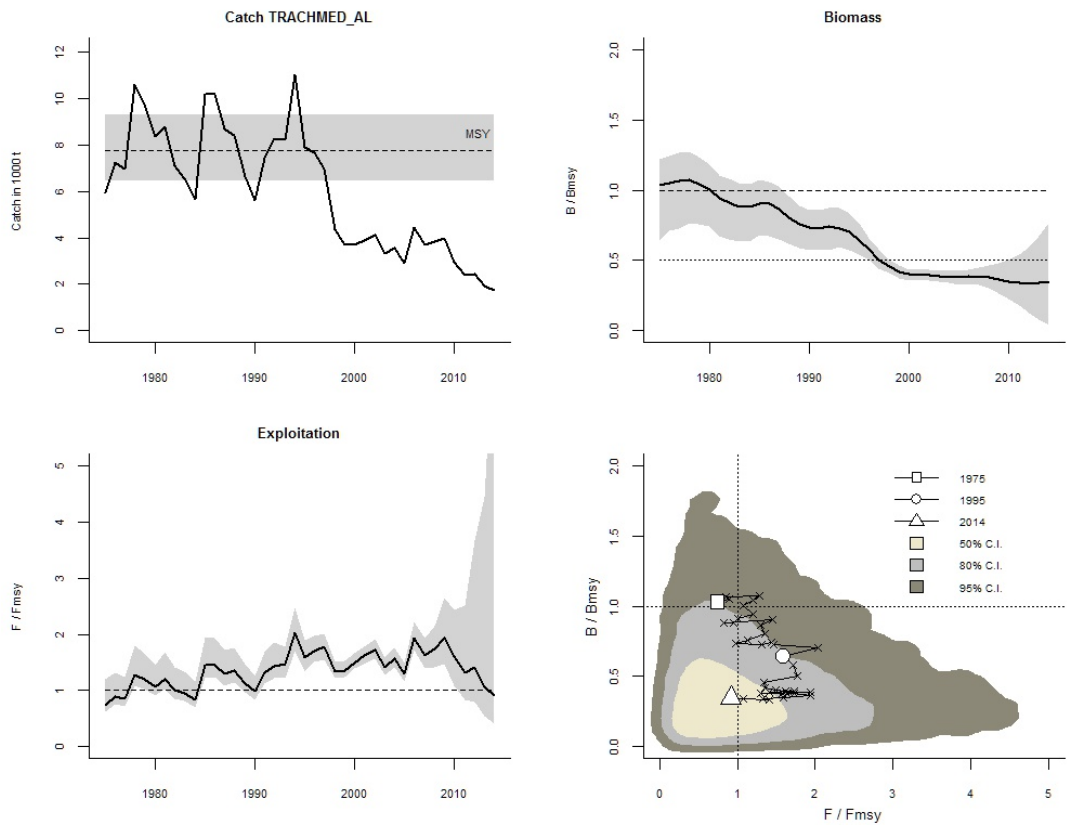 Catch TRACHMED_AL
Catch in 1000 t
12
10
8
6
4
2
0
MSY
1980 1990 2000 2010
Biomass
B / Bmsy
2.0
1.5
1.0
0.5
0.0
1980 1990 2000 2010
Exploitation
F / Fmsy
5
4
3
2
1
0
1980 1990 2000 2010
B / Bmsy
2.0
1.5
1.0
0.5
0.0
1975
1995
2014
50% C.I.
80% C.I.
95% C.I.
0 1 2 3 4 5
F / Fmsy